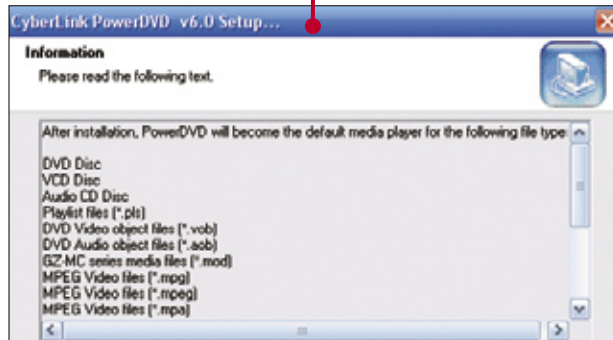 CyberLink PowerDVD v6.0 Setup...
Information
Please read the following text.
After installation, PowerDVD will become the default media player for the following file type
DVD Disc
VCD Disc
Audio CD Disc
Playlist files (*.pls)
DVD Video object files (*.vob)
DVD Audio object files (*.aob)
GZ-MC series media files (*.mod)
MPEG Video files (*.mpg)
MPEG Video files (*.mpeg)
MPEG Video files (*.mpa)